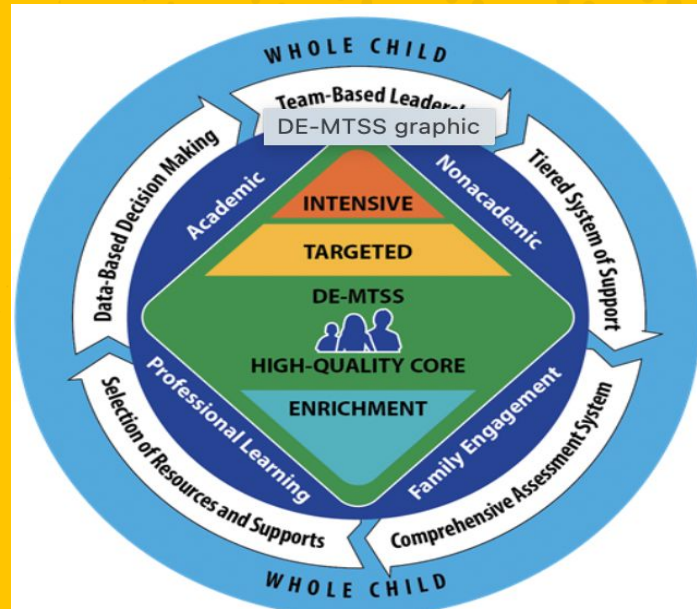 WHOLE CHILD
Team-Based
DE-MTSS graphic
Tiered System of Support
Comprehensive Assessment System
Selection of Resources and Supports
Data-Based Decision Making
Academic
Nonacademic
INTENSIVE
TARGETED
DE-MTSS
HIGH-QUALITY CORE
ENRICHMENT
Professional Learning
Family Engagement
WHOLE CHILD